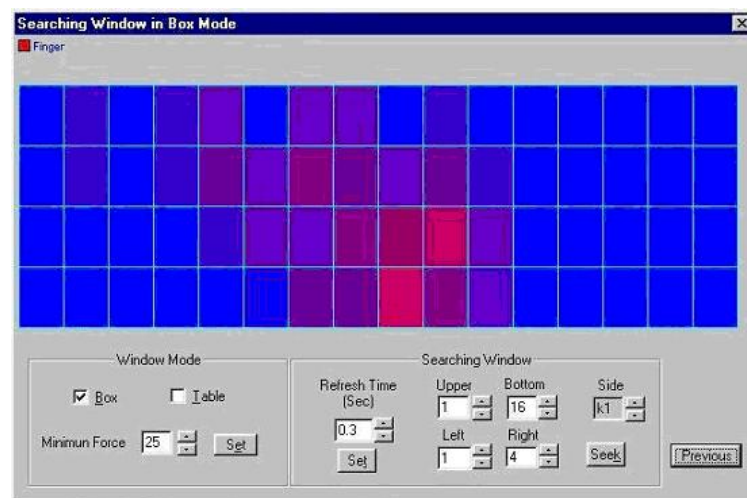 Searching Window in Box Mode
Finger
Window Mode
Box
Table
Minimun Force
25
Set
Searching Window
Refresh Time
(Sec)
0.3
Set
Upper
1
Bottom
16
Left
1
Right
4
Side
k1
Seek
Previous